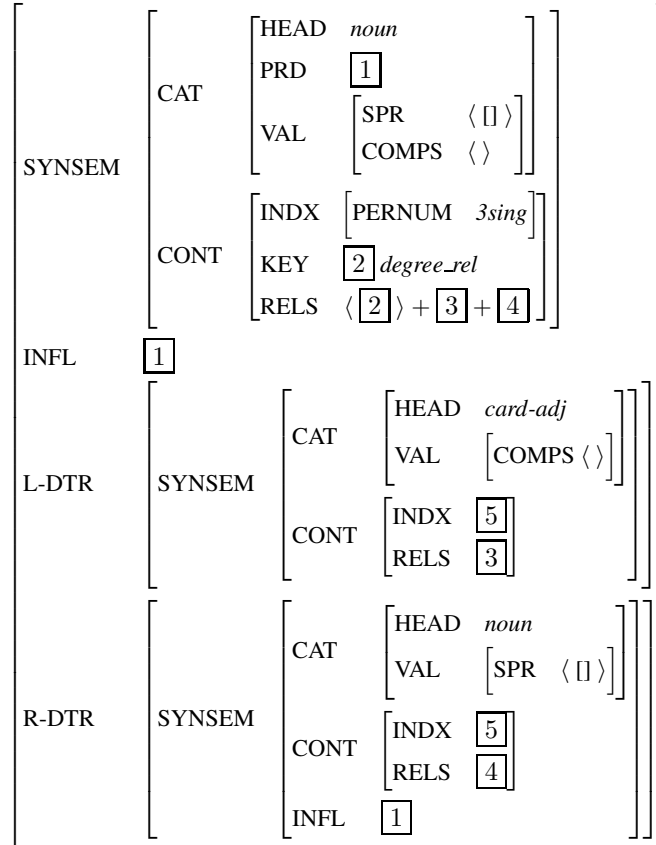 HEAD noun
PRD 1
CAT
VAL SPR ⟨ [] ⟩
COMPS ⟨ ⟩
SYNSEM
INDX [PERNUM 3sing]
CONT KEY 2 degree_rel
RELS ⟨ 2 ⟩ + 3 + 4
INFL 1
HEAD card-adj
CAT
VAL [COMPS ⟨ ⟩]
L-DTR SYNSEM
INDX 5
CONT
RELS 3
HEAD noun
CAT
VAL [SPR ⟨ [] ⟩]
R-DTR SYNSEM
INDX 5
CONT
RELS 4
INFL 1